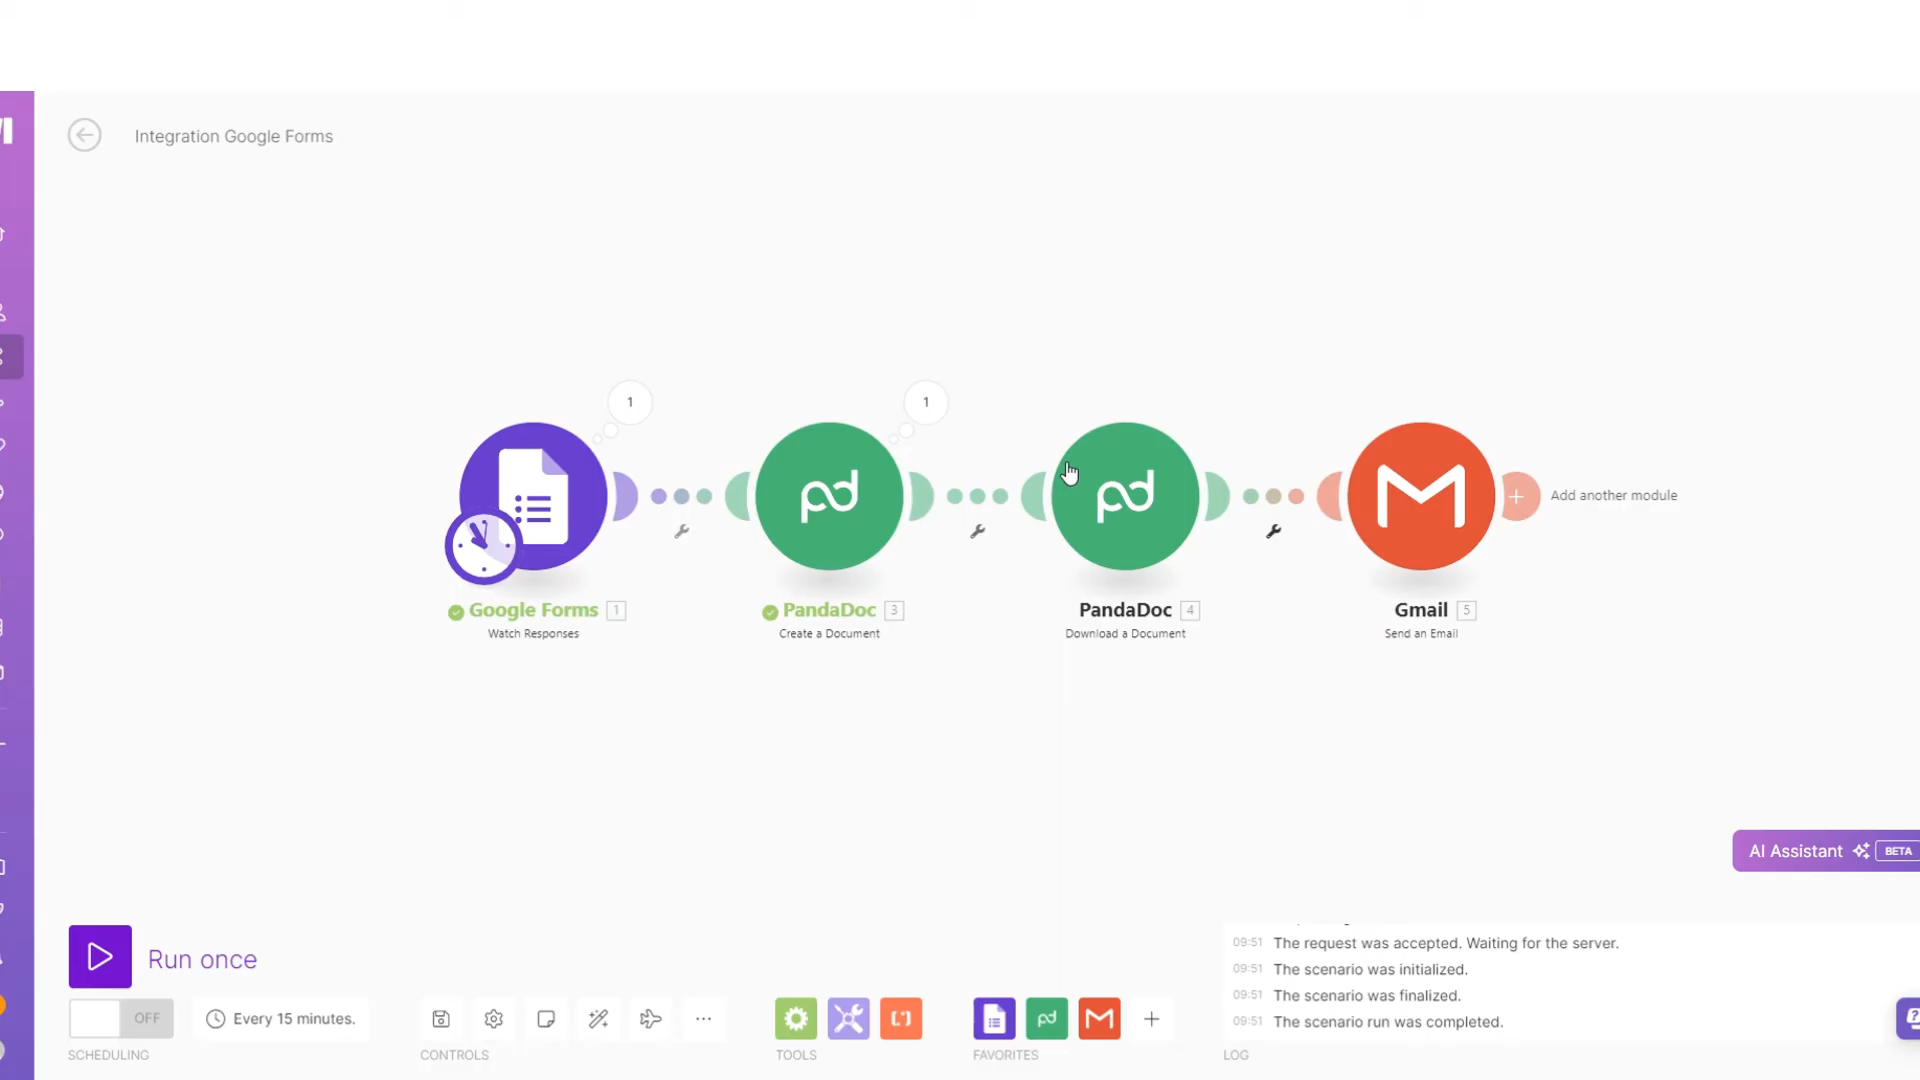 Integration Google Forms
1
1
Add another module
Google Forms 1
Watch Responses
PandaDoc 3
Create a Document
PandaDoc 4
Download a Document
Gmail 5
Send an Email
AI Assistant BETA
Run once
09:51 The request was accepted. Waiting for the server.
09:51 The scenario was initialized.
09:51 The scenario was finalized.
09:51 The scenario run was completed.
OFF
Every 15 minutes.
SCHEDULING
CONTROLS
TOOLS
FAVORITES
LOG